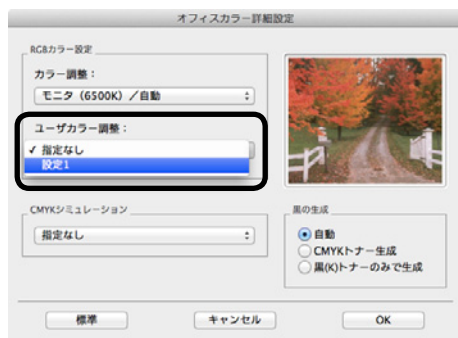 オフィスカラー詳細設定
RGBカラー設定
カラー調整：
モニタ（6500K）／自動
ユーザカラー調整：
✓ 指定なし
設定1
CMYKシミュレーション
指定なし
黒の生成
自動
CMYKトナー生成
黒(K)トナーのみで生成
標準
キャンセル
OK